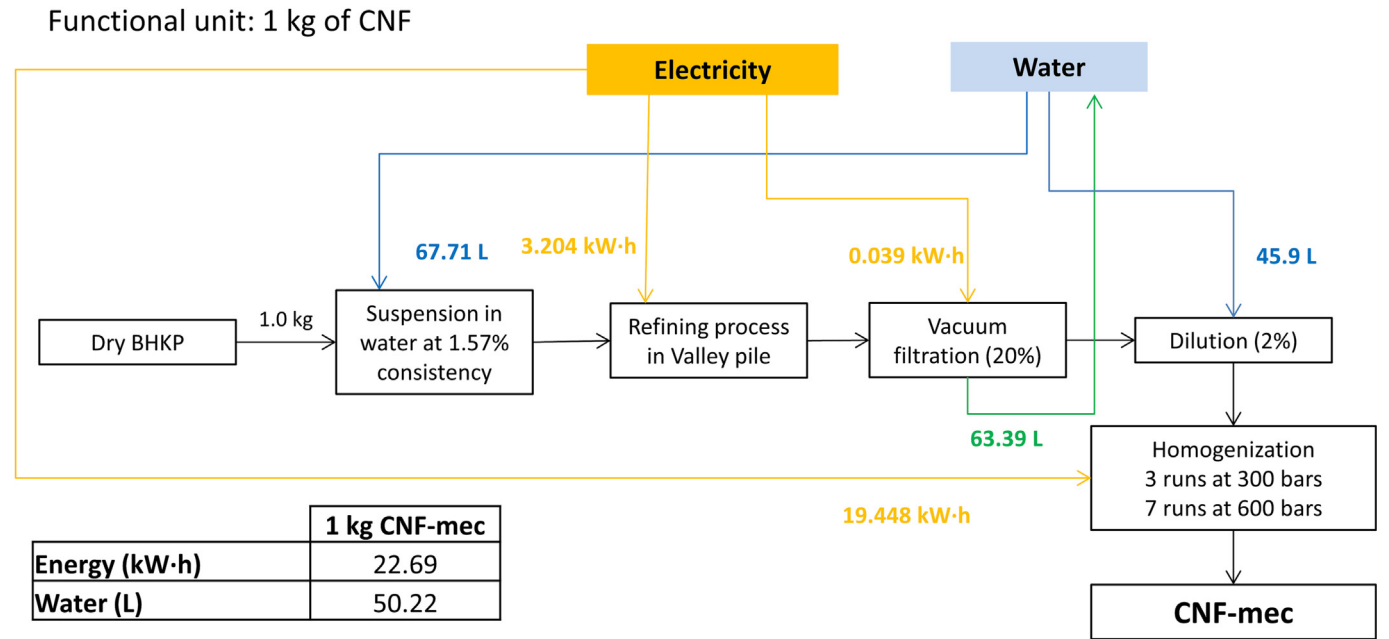 Functional unit: 1 kg of CNF
Electricity
Water
67.71 L
3.204 kW·h
0.039 kW·h
45.9 L
Dry BHKP
1.0 kg
Suspension in
water at 1.57%
consistency
Refining process
in Valley pile
Vacuum
filtration (20%)
Dilution (2%)
63.39 L
Homogenization
3 runs at 300 bars
7 runs at 600 bars
19.448 kW·h
1 kg CNF-mec
Energy (kW·h) 22.69
Water (L) 50.22
CNF-mec